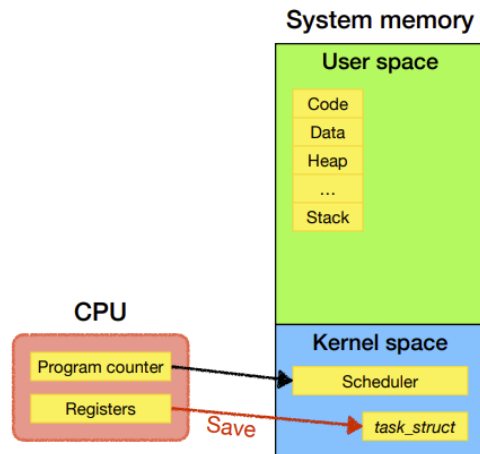 System memory
User space
Code
Data
Heap
...
Stack
CPU
Program counter
Registers
Save
Kernel space
Scheduler
task_struct